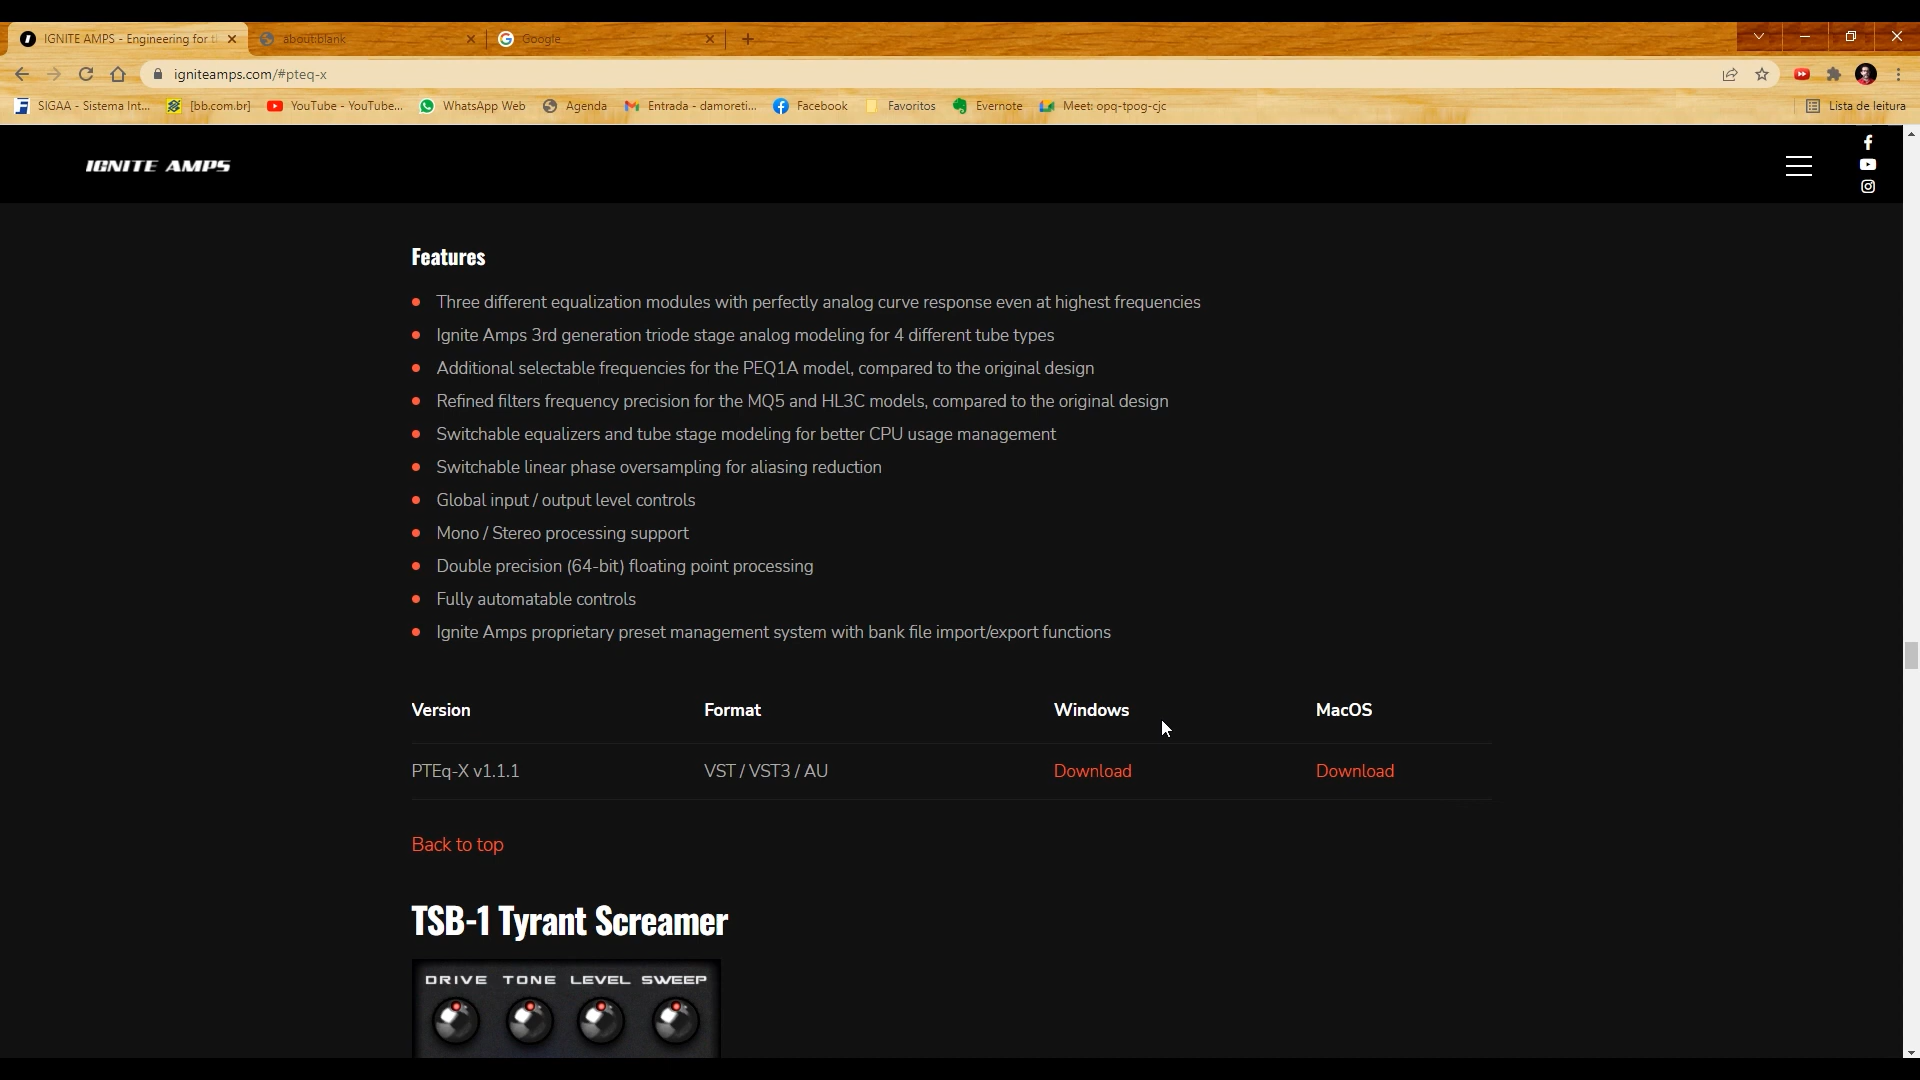 IGNITE AMPS - Engineering for t
about:blank
Google
igniteamps.com/#pteq-x
SIGAA - Sistema Int...
[bb.com.br]
YouTube - YouTube...
WhatsApp Web
Agenda
Entrada - damoreti...
Facebook
Favoritos
Evernote
Meet: opq-tpog-cjc
Lista de leitura
IGNITE AMPS
Features
Three different equalization modules with perfectly analog curve response even at highest frequencies
Ignite Amps 3rd generation triode stage analog modeling for 4 different tube types
Additional selectable frequencies for the PEQ1A model, compared to the original design
Refined filters frequency precision for the MQ5 and HL3C models, compared to the original design
Switchable equalizers and tube stage modeling for better CPU usage management
Switchable linear phase oversampling for aliasing reduction
Global input / output level controls
Mono / Stereo processing support
Double precision (64-bit) floating point processing
Fully automatable controls
Ignite Amps proprietary preset management system with bank file import/export functions
Version Format Windows MacOS
PTEq-X v1.1.1 VST / VST3 / AU Download Download
Back to top
TSB-1 Tyrant Screamer
DRIVE TONE LEVEL SWEEP